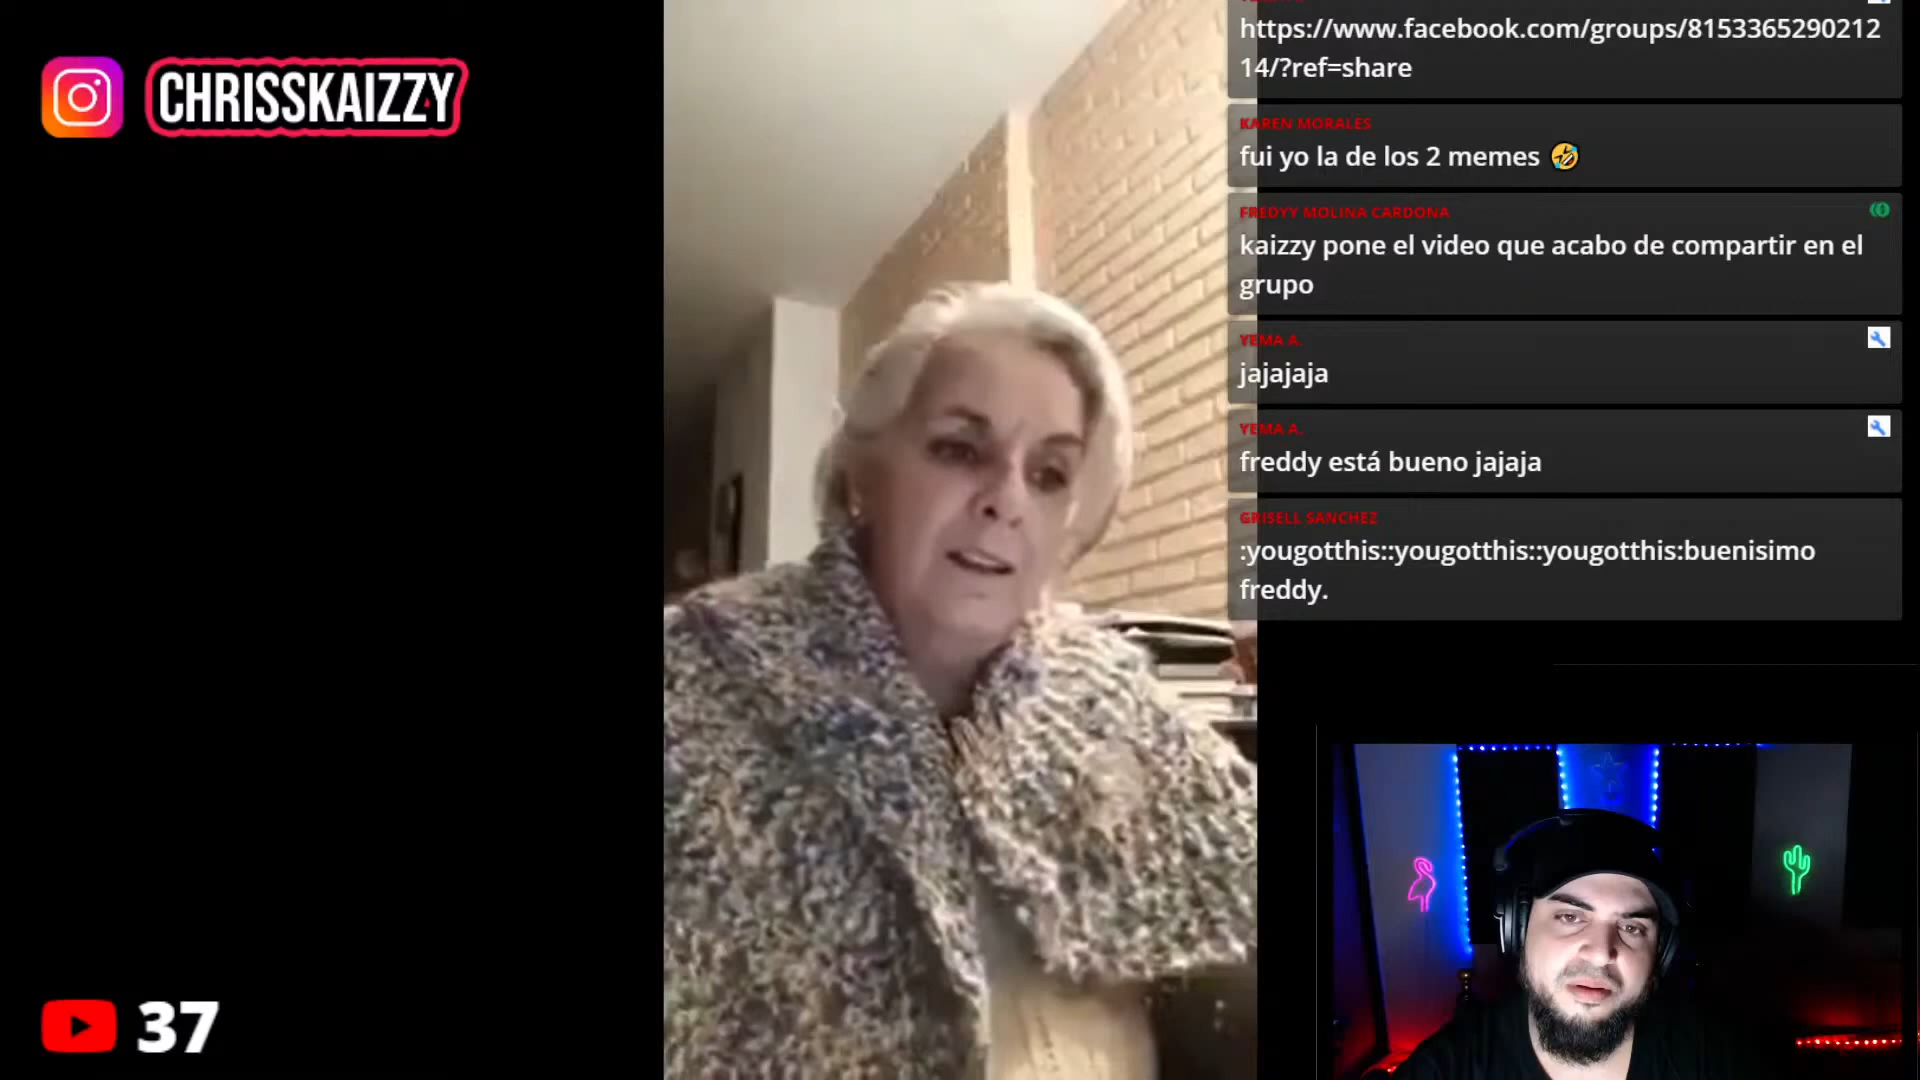 CHRISSKAIZZY
https://www.facebook.com/groups/8153365290212
14/?ref=share
KAREN MORALES
fui yo la de los 2 memes 🤣
FREDYY MOLINA CARDONA
kaizzy pone el video que acabo de compartir en el
grupo
YEMA A.
jajajaja
YEMA A.
freddy está bueno jajaja
GRISELL SANCHEZ
:yougotthis::yougotthis::yougotthis:buenisimo
freddy.
37